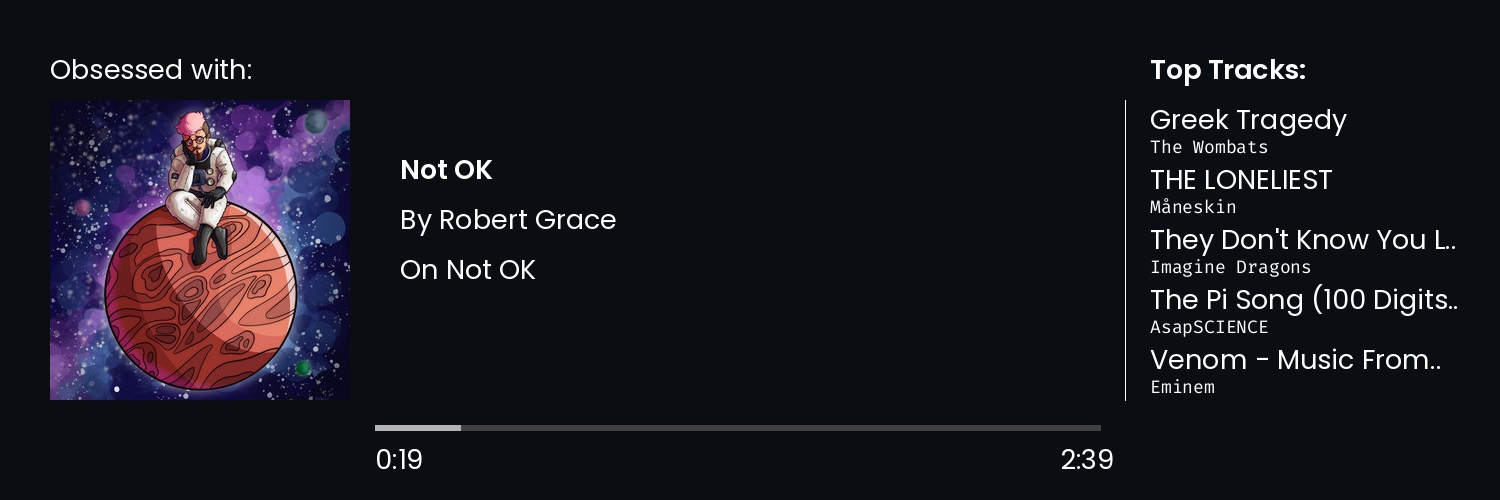 Obsessed with:
Not OK
By Robert Grace
On Not OK
0:19
2:39
Top Tracks:
Greek Tragedy
The Wombats
THE LONELIEST
Måneskin
They Don't Know You L..
Imagine Dragons
The Pi Song (100 Digits..
AsapSCIENCE
Venom - Music From..
Eminem